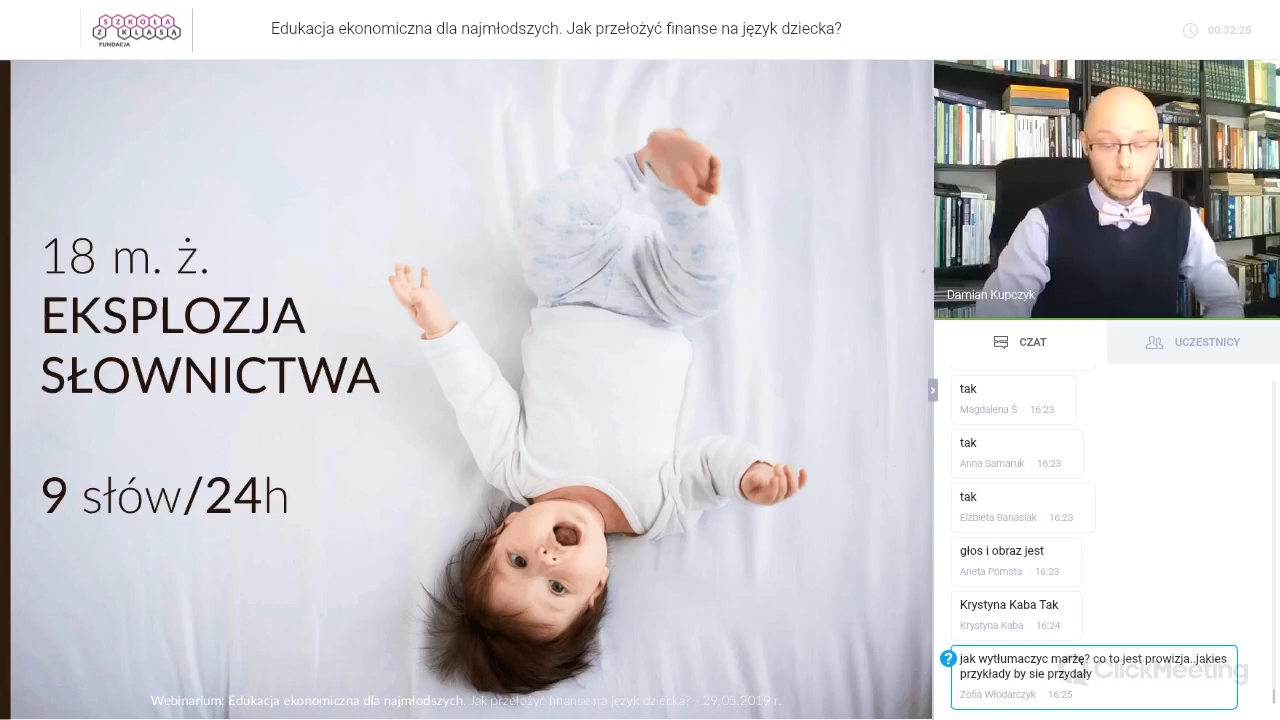 SZKOŁA
Z KLASĄ
FUNDACJA
Edukacja ekonomiczna dla najmłodszych. Jak przełożyć finanse na język dziecka?
00:32:25
18 m. ż.
EKSPLOZJA
SŁOWNICTWA
9 słów/24h
Webinarium: Edukacja ekonomiczna dla najmłodszych. Jak przełożyć finanse na język dziecka? - 29.05.2019 r.
Damian Kupczyk
CZAT
UCZESTNICY
tak
Magdalena Ś 16:23
tak
Anna Samaruk 16:23
tak
Elżbieta Banasiak 16:23
głos i obraz jest
Aneta Pomsta 16:23
Krystyna Kaba Tak
Krystyna Kaba 16:24
? jak wytłumaczyc marżę? co to jest prowizja..jakies
przykłady by sie przydały
Zofia Włodarczyk 16:25
ClickMeeting